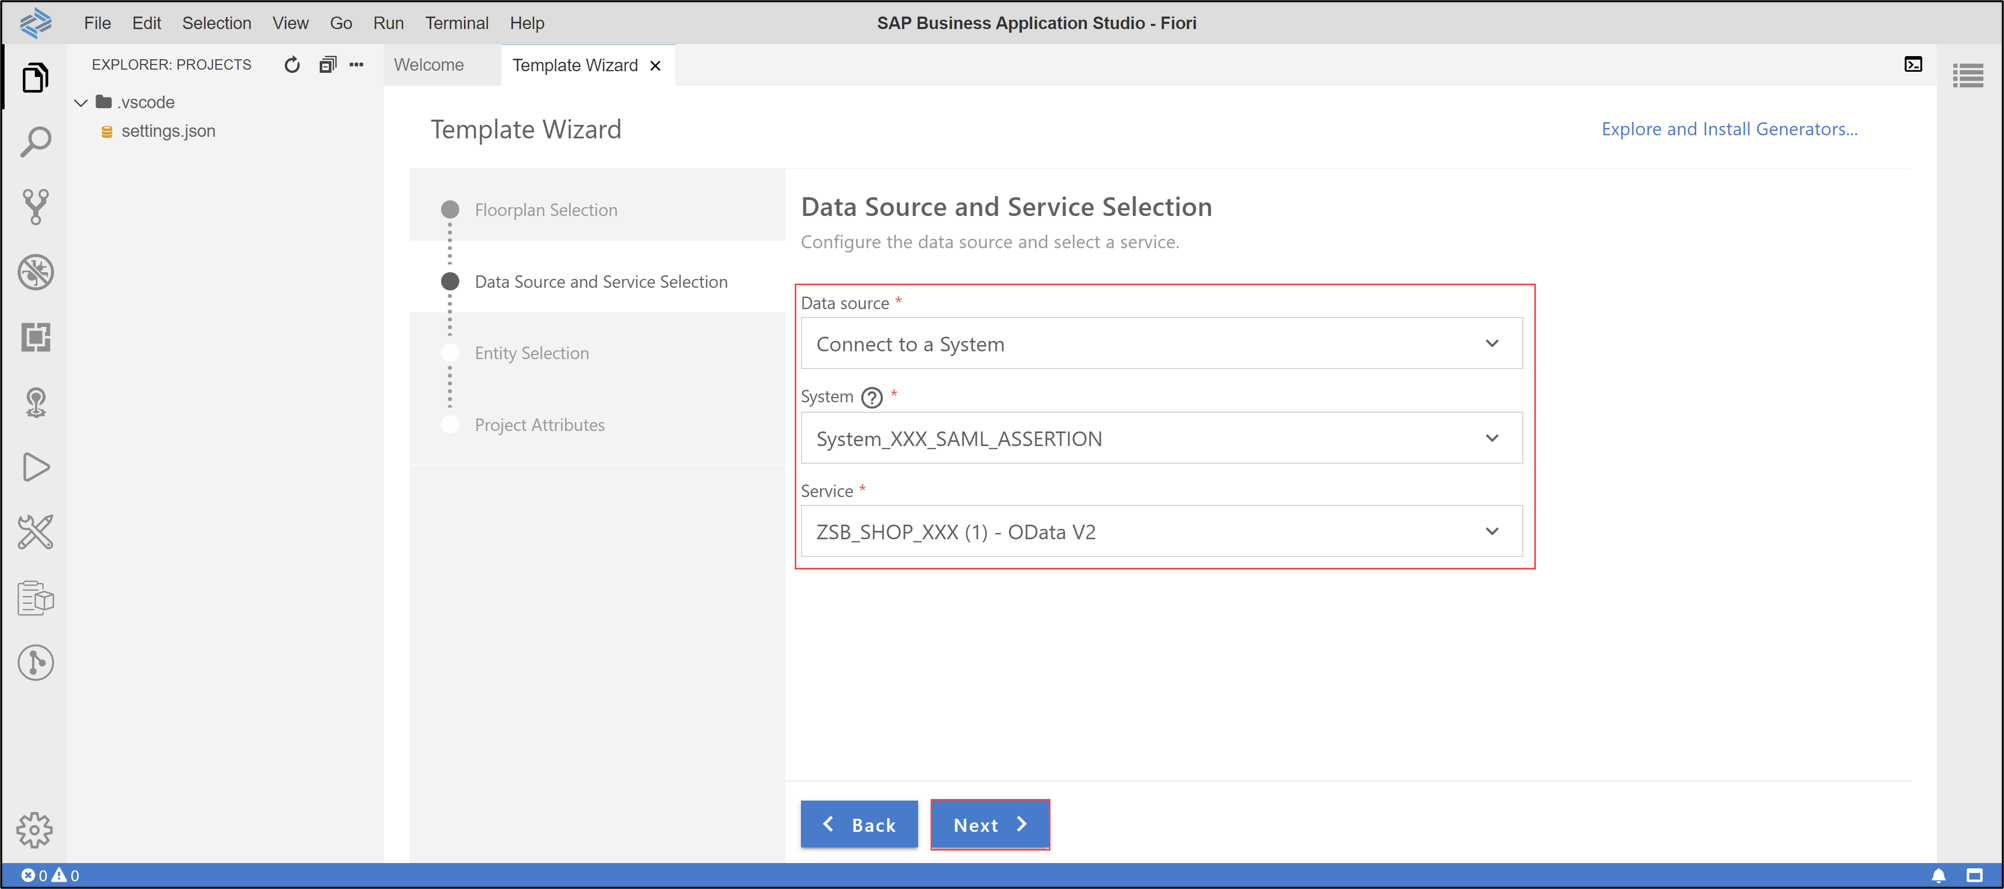 File Edit Selection View Go Run Terminal Help
SAP Business Application Studio - Fiori
EXPLORER: PROJECTS
Welcome
Template Wizard
.vscode
settings.json
Template Wizard
Explore and Install Generators...
Floorplan Selection
Data Source and Service Selection
Entity Selection
Project Attributes
Data Source and Service Selection
Configure the data source and select a service.
Data source *
Connect to a System
System ? *
System_XXX_SAML_ASSERTION
Service *
ZSB_SHOP_XXX (1) - OData V2
Back
Next
0 0